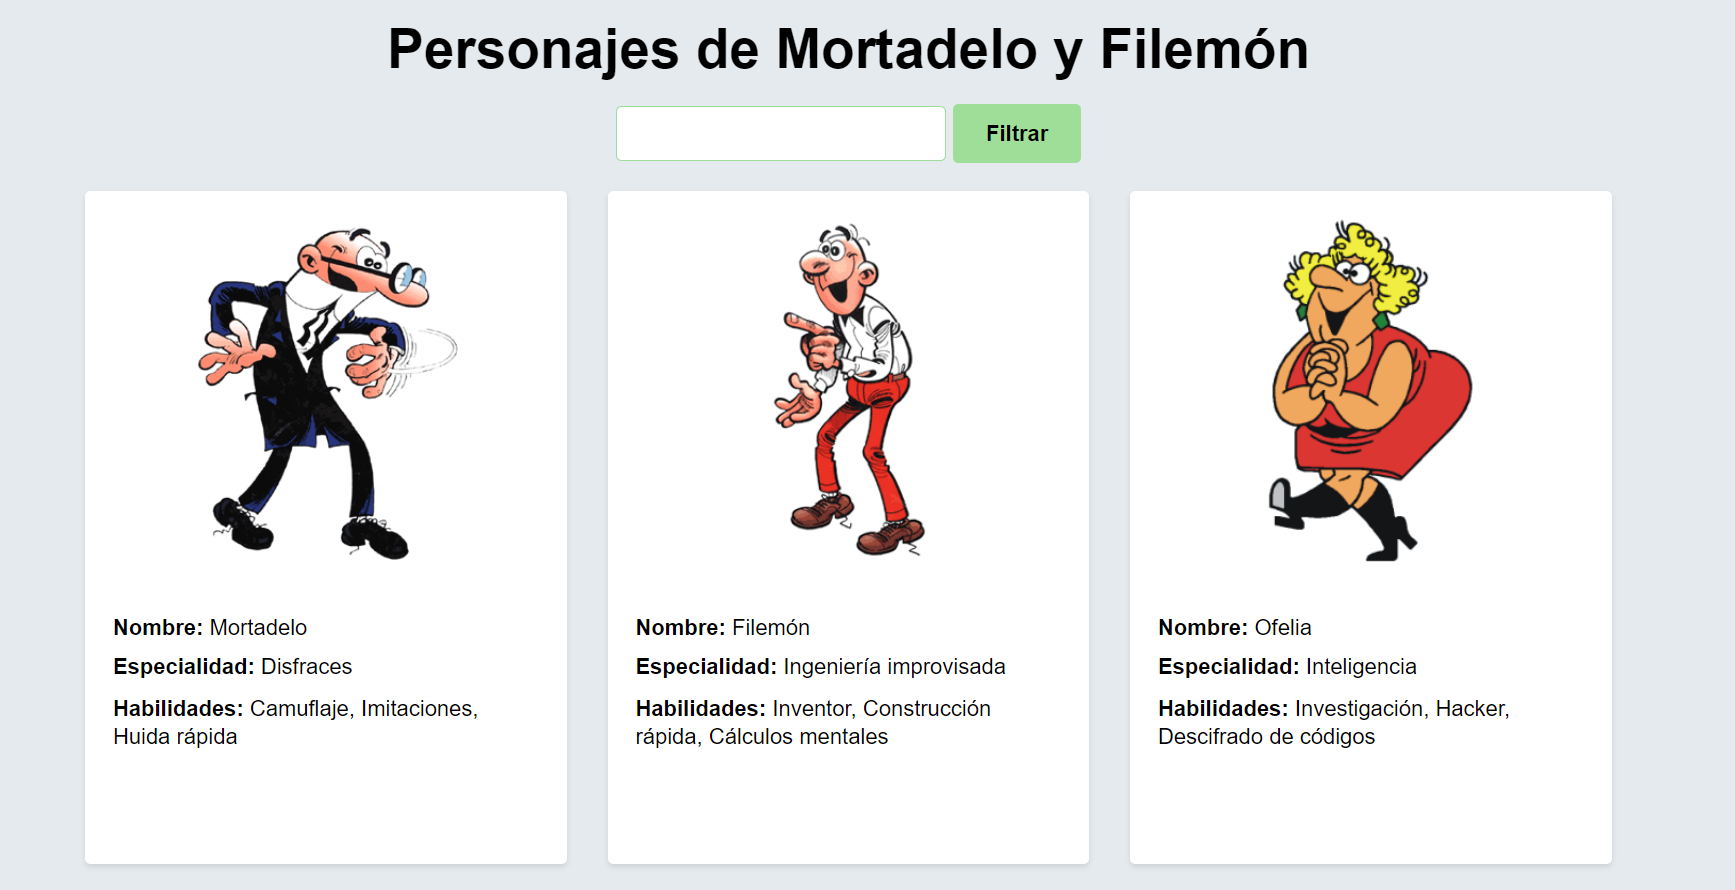 Personajes de Mortadelo y Filemón
Filtrar
Nombre: Mortadelo
Especialidad: Disfraces
Habilidades: Camuflaje, Imitaciones,
Huida rápida
Nombre: Filemón
Especialidad: Ingeniería improvisada
Habilidades: Inventor, Construcción
rápida, Cálculos mentales
Nombre: Ofelia
Especialidad: Inteligencia
Habilidades: Investigación, Hacker,
Descifrado de códigos